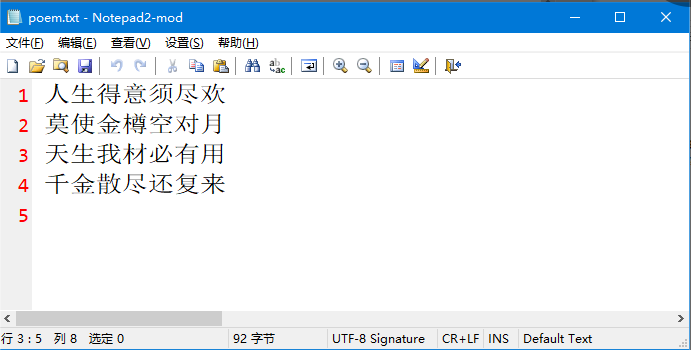 poem.txt - Notepad2-mod
文件(F) 编辑(E) 查看(V) 设置(S) 帮助(H)
1 人生得意须尽欢
2 莫使金樽空对月
3 天生我材必有用
4 千金散尽还复来
5
行 3 : 5 列 8 选定 0 92 字节 UTF-8 Signature CR+LF INS Default Text